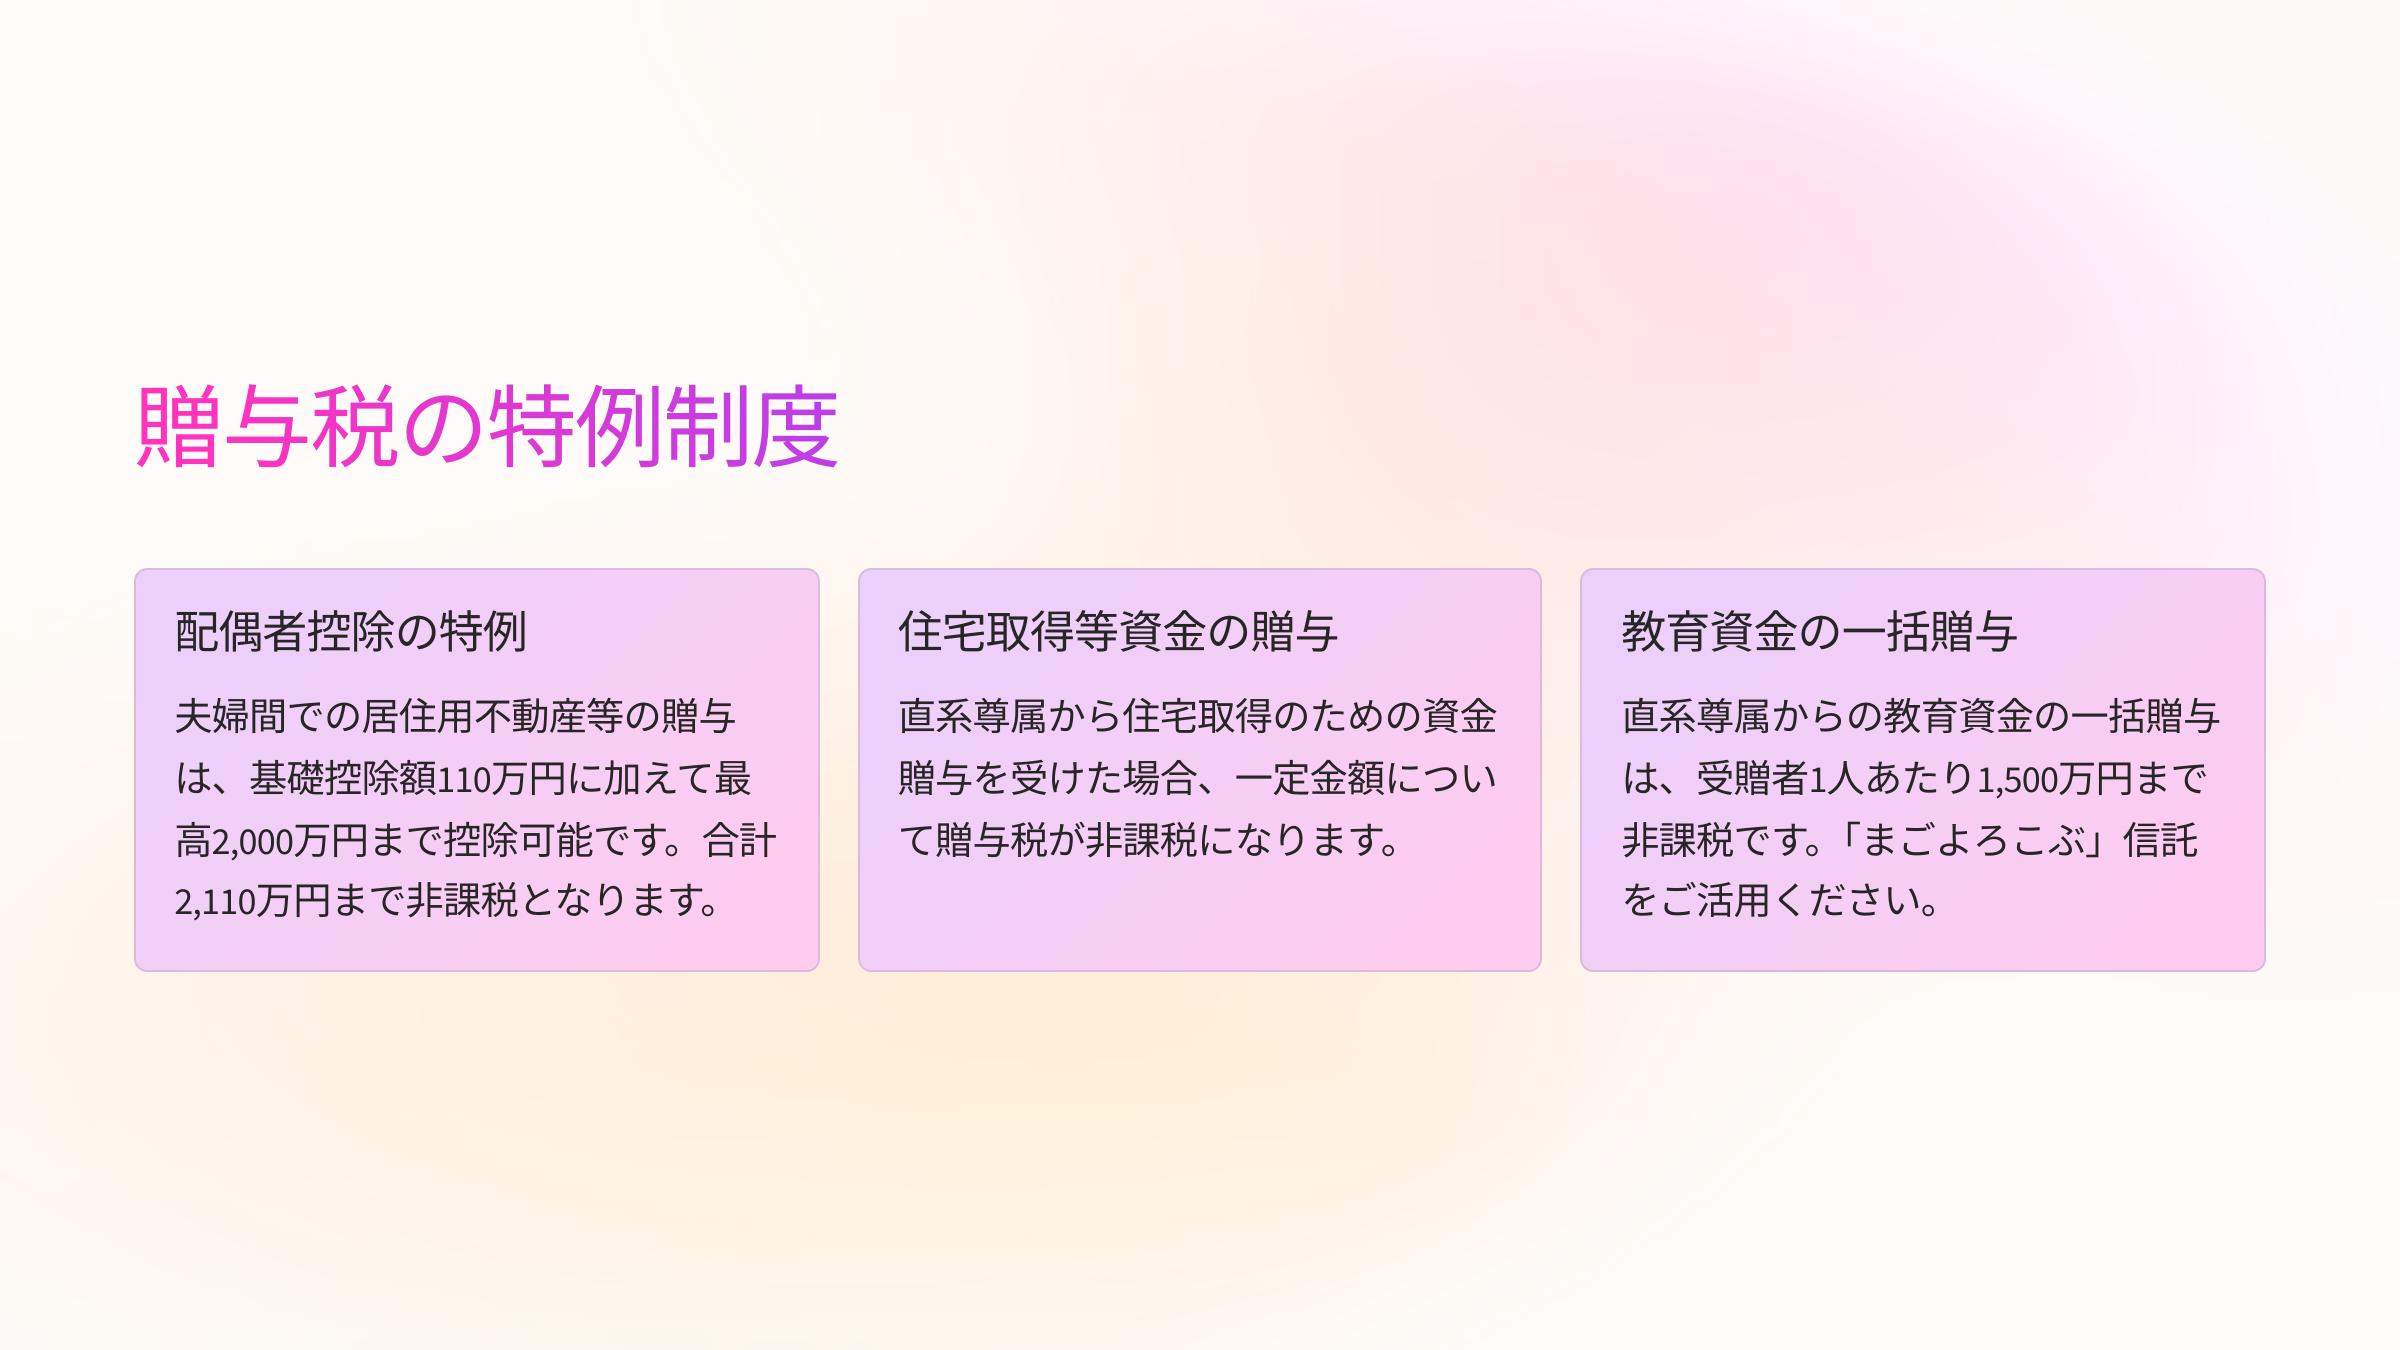 贈与税の特例制度
配偶者控除の特例
夫婦間での居住用不動産等の贈与
は、基礎控除額110万円に加えて最
高2,000万円まで控除可能です。合計
2,110万円まで非課税となります。
住宅取得等資金の贈与
直系尊属から住宅取得のための資金
贈与を受けた場合、一定金額につい
て贈与税が非課税になります。
教育資金の一括贈与
直系尊属からの教育資金の一括贈与
は、受贈者1人あたり1,500万円まで
非課税です。「まごよろこぶ」信託
をご活用ください。